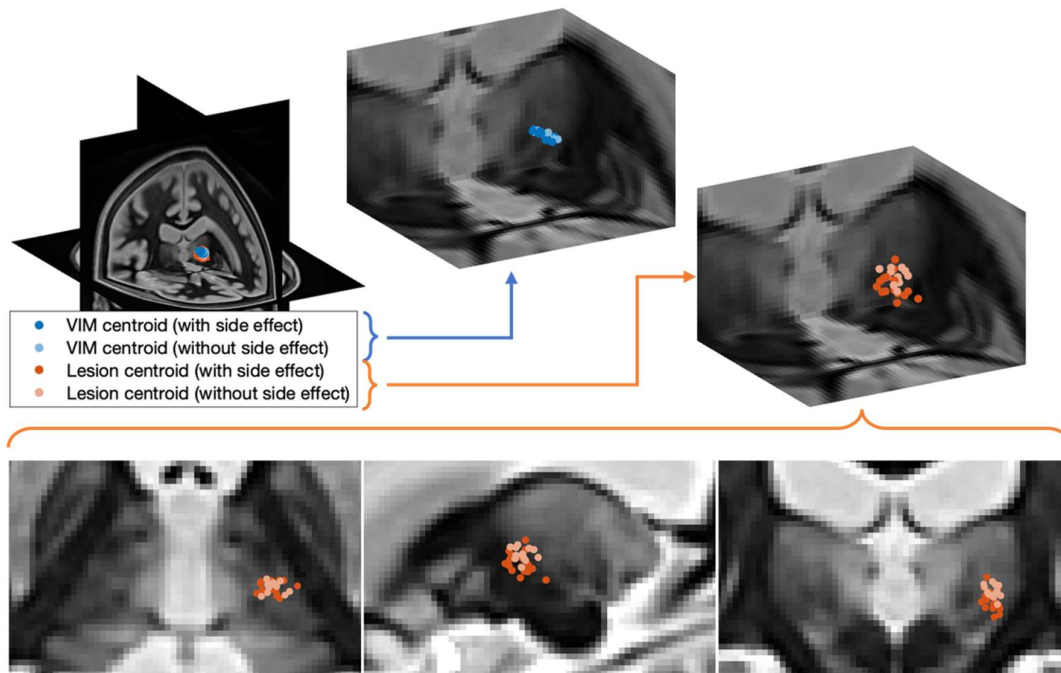 VIM centroid (with side effect)
VIM centroid (without side effect)
Lesion centroid (with side effect)
Lesion centroid (without side effect)